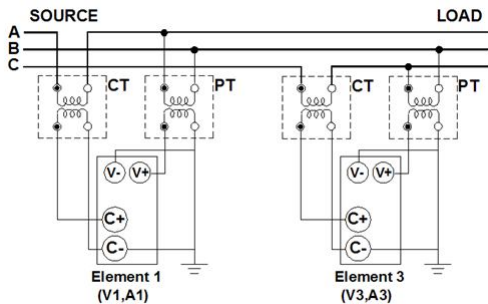 SOURCE LOAD
A
B
C
CT PT CT PT
V- V+ V- V+
C+ C+
C- C-
Element 1 Element 3
(V1,A1) (V3,A3)